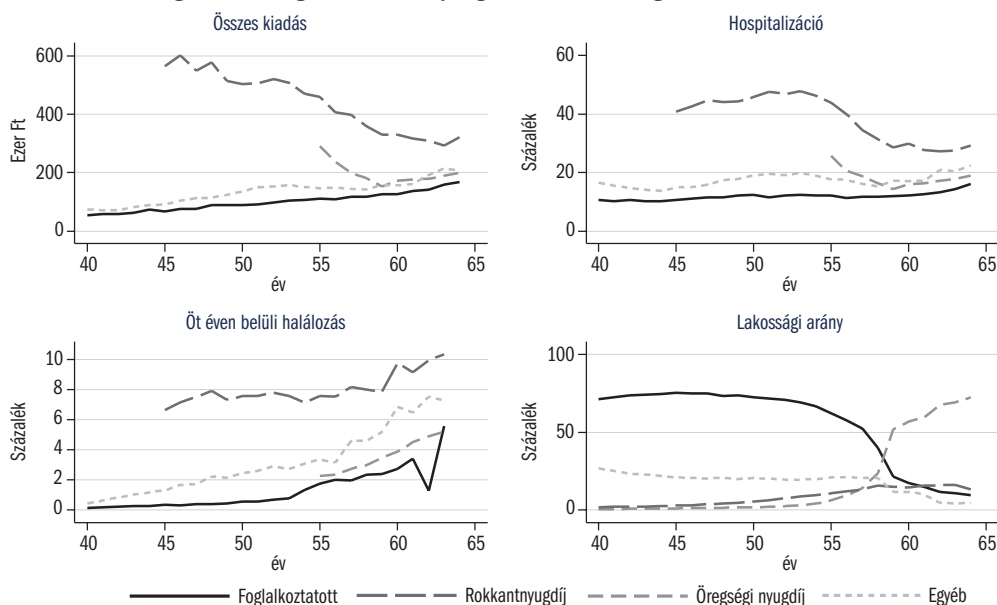 Összes kiadás
Ezer Ft
600
400
200
0
40 45 50 55 60 65
év
Hospitalizáció
Százalék
60
40
20
0
40 45 50 55 60 65
év
Öt éven belüli halálozás
Százalék
10
8
6
4
2
0
40 45 50 55 60 65
év
Lakossági arány
Százalék
100
50
0
40 45 50 55 60 65
év
Foglalkoztatott Rokkantnyugdíj Öregségi nyugdíj Egyéb